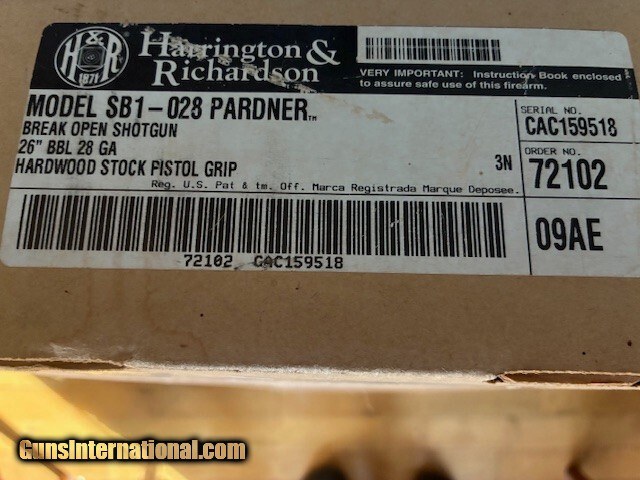 H&R
1871
Harrington &
Richardson
VERY IMPORTANT: Instruction Book enclosed
to assure safe use of this firearm.
MODEL SB1-028 PARDNER™
BREAK OPEN SHOTGUN
26" BBL 28 GA
HARDWOOD STOCK PISTOL GRIP
3N
Reg. U.S. Pat & tm. Off. Marca Registrada Marque Deposee.
SERIAL NO.
CAC159518
ORDER NO.
72102
09AE
72102 CAC159518
GunsInternational.com